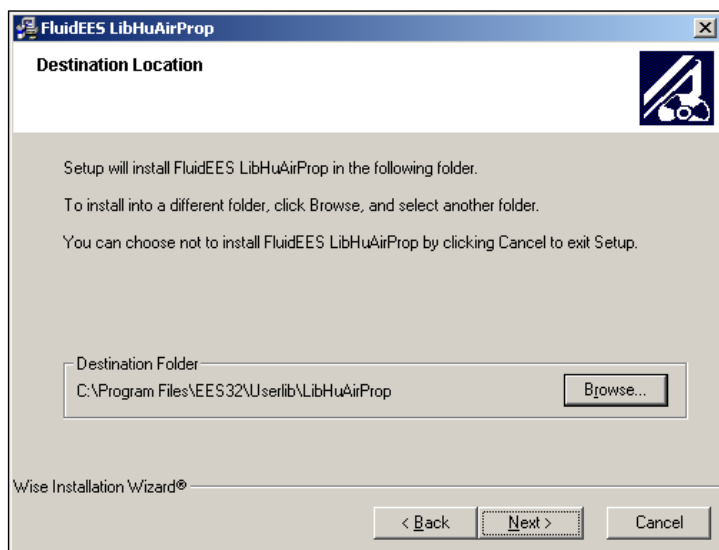 FluidEES LibHuAirProp
Destination Location
Setup will install FluidEES LibHuAirProp in the following folder.
To install into a different folder, click Browse, and select another folder.
You can choose not to install FluidEES LibHuAirProp by clicking Cancel to exit Setup.
Destination Folder
C:\Program Files\EES32\Userlib\LibHuAirProp
Browse...
Wise Installation Wizard®
< Back
Next >
Cancel